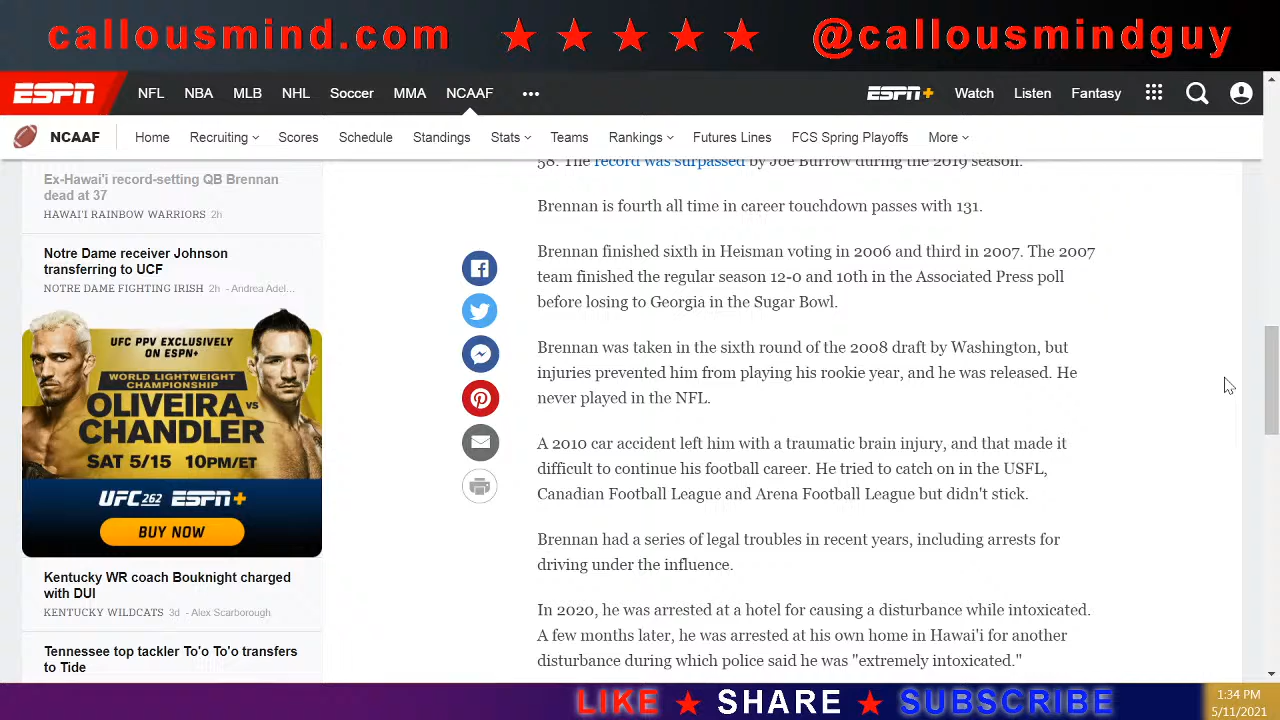 callousmind.com ★ ★ ★ ★ ★ @callousmindguy
ESPN NFL NBA MLB NHL Soccer MMA NCAAF ••• ESPN+ Watch Listen Fantasy
NCAAF Home Recruiting Scores Schedule Standings Stats Teams Rankings Futures Lines FCS Spring Playoffs More
Ex-Hawai'i record-setting QB Brennan
dead at 37
HAWAI'I RAINBOW WARRIORS 2h
Notre Dame receiver Johnson
transferring to UCF
NOTRE DAME FIGHTING IRISH 2h - Andrea Adel...
UFC PPV EXCLUSIVELY
ON ESPN+
WORLD LIGHTWEIGHT
CHAMPIONSHIP
OLIVEIRA VS
CHANDLER
SAT 5/15 10PM/ET
UFC 262 ESPN+
BUY NOW
Kentucky WR coach Bouknight charged
with DUI
KENTUCKY WILDCATS 3d - Alex Scarborough
Tennessee top tackler To'o To'o transfers
to Tide
58. The record was surpassed by Joe Burrow during the 2019 season.
Brennan is fourth all time in career touchdown passes with 131.
Brennan finished sixth in Heisman voting in 2006 and third in 2007. The 2007
team finished the regular season 12-0 and 10th in the Associated Press poll
before losing to Georgia in the Sugar Bowl.
Brennan was taken in the sixth round of the 2008 draft by Washington, but
injuries prevented him from playing his rookie year, and he was released. He
never played in the NFL.
A 2010 car accident left him with a traumatic brain injury, and that made it
difficult to continue his football career. He tried to catch on in the USFL,
Canadian Football League and Arena Football League but didn't stick.
Brennan had a series of legal troubles in recent years, including arrests for
driving under the influence.
In 2020, he was arrested at a hotel for causing a disturbance while intoxicated.
A few months later, he was arrested at his own home in Hawai'i for another
disturbance during which police said he was "extremely intoxicated."
LIKE ★ SHARE ★ SUBSCRIBE
1:34 PM
5/11/2021